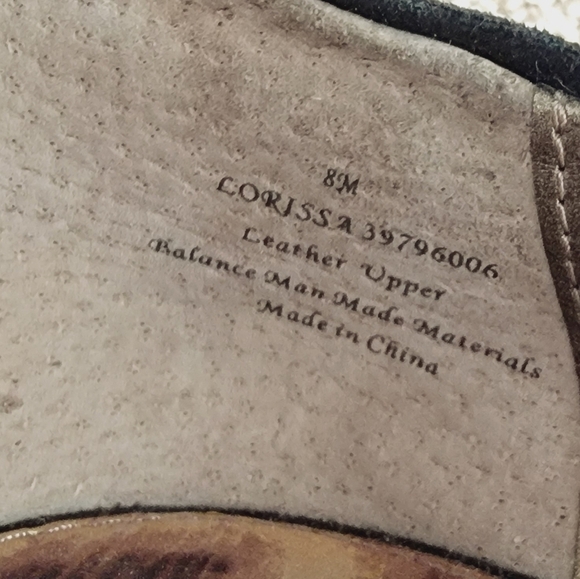 8M
LORISSA 39796006
Leather Upper
Balance Man Made Materials
Made in China